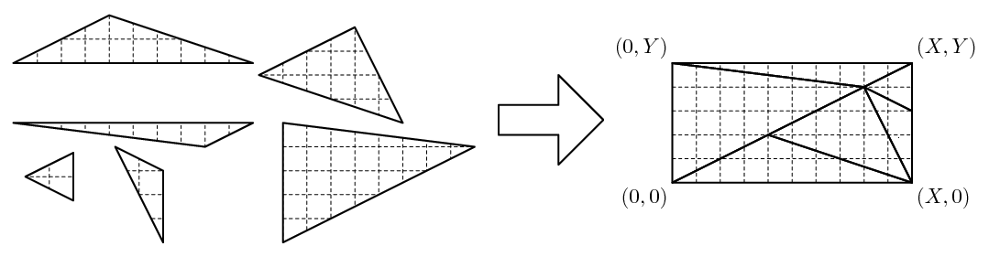 (0, Y) (X, Y)
(0, 0) (X, 0)